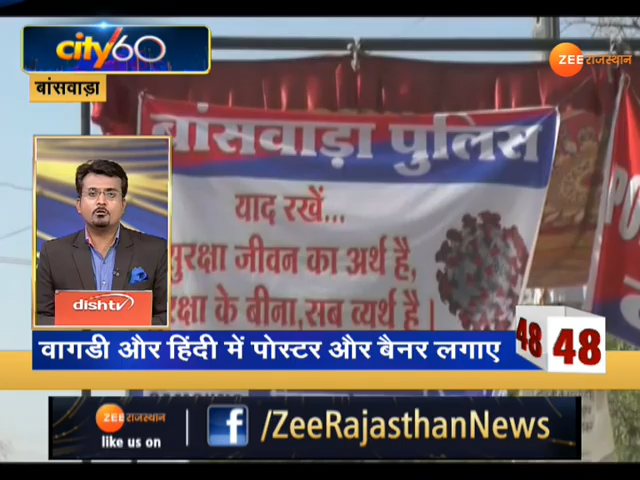 city60
ZEE राजस्थान
बांसवाड़ा
बांसवाड़ा पुलिस
याद रखें...
सुरक्षा जीवन का अर्थ है,
रक्षा के बीना, सब व्यर्थ है।
dishtv
वागडी और हिंदी में पोस्टर और बैनर लगाए
48 48
ZEE राजस्थान
like us on
f /ZeeRajasthanNews